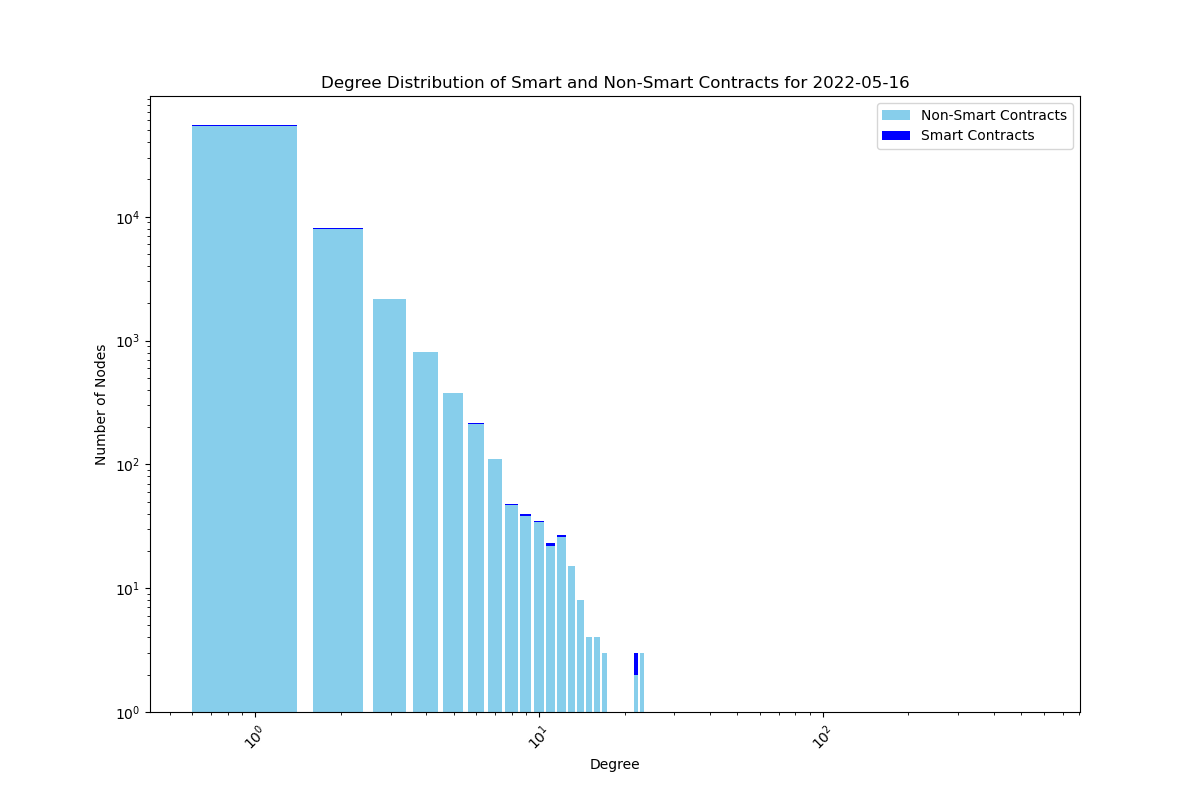 Degree Distribution of Smart and Non-Smart Contracts for 2022-05-16
Non-Smart Contracts
Smart Contracts
Number of Nodes
10⁴
10³
10²
10¹
10⁰
10⁰
10¹
10²
Degree